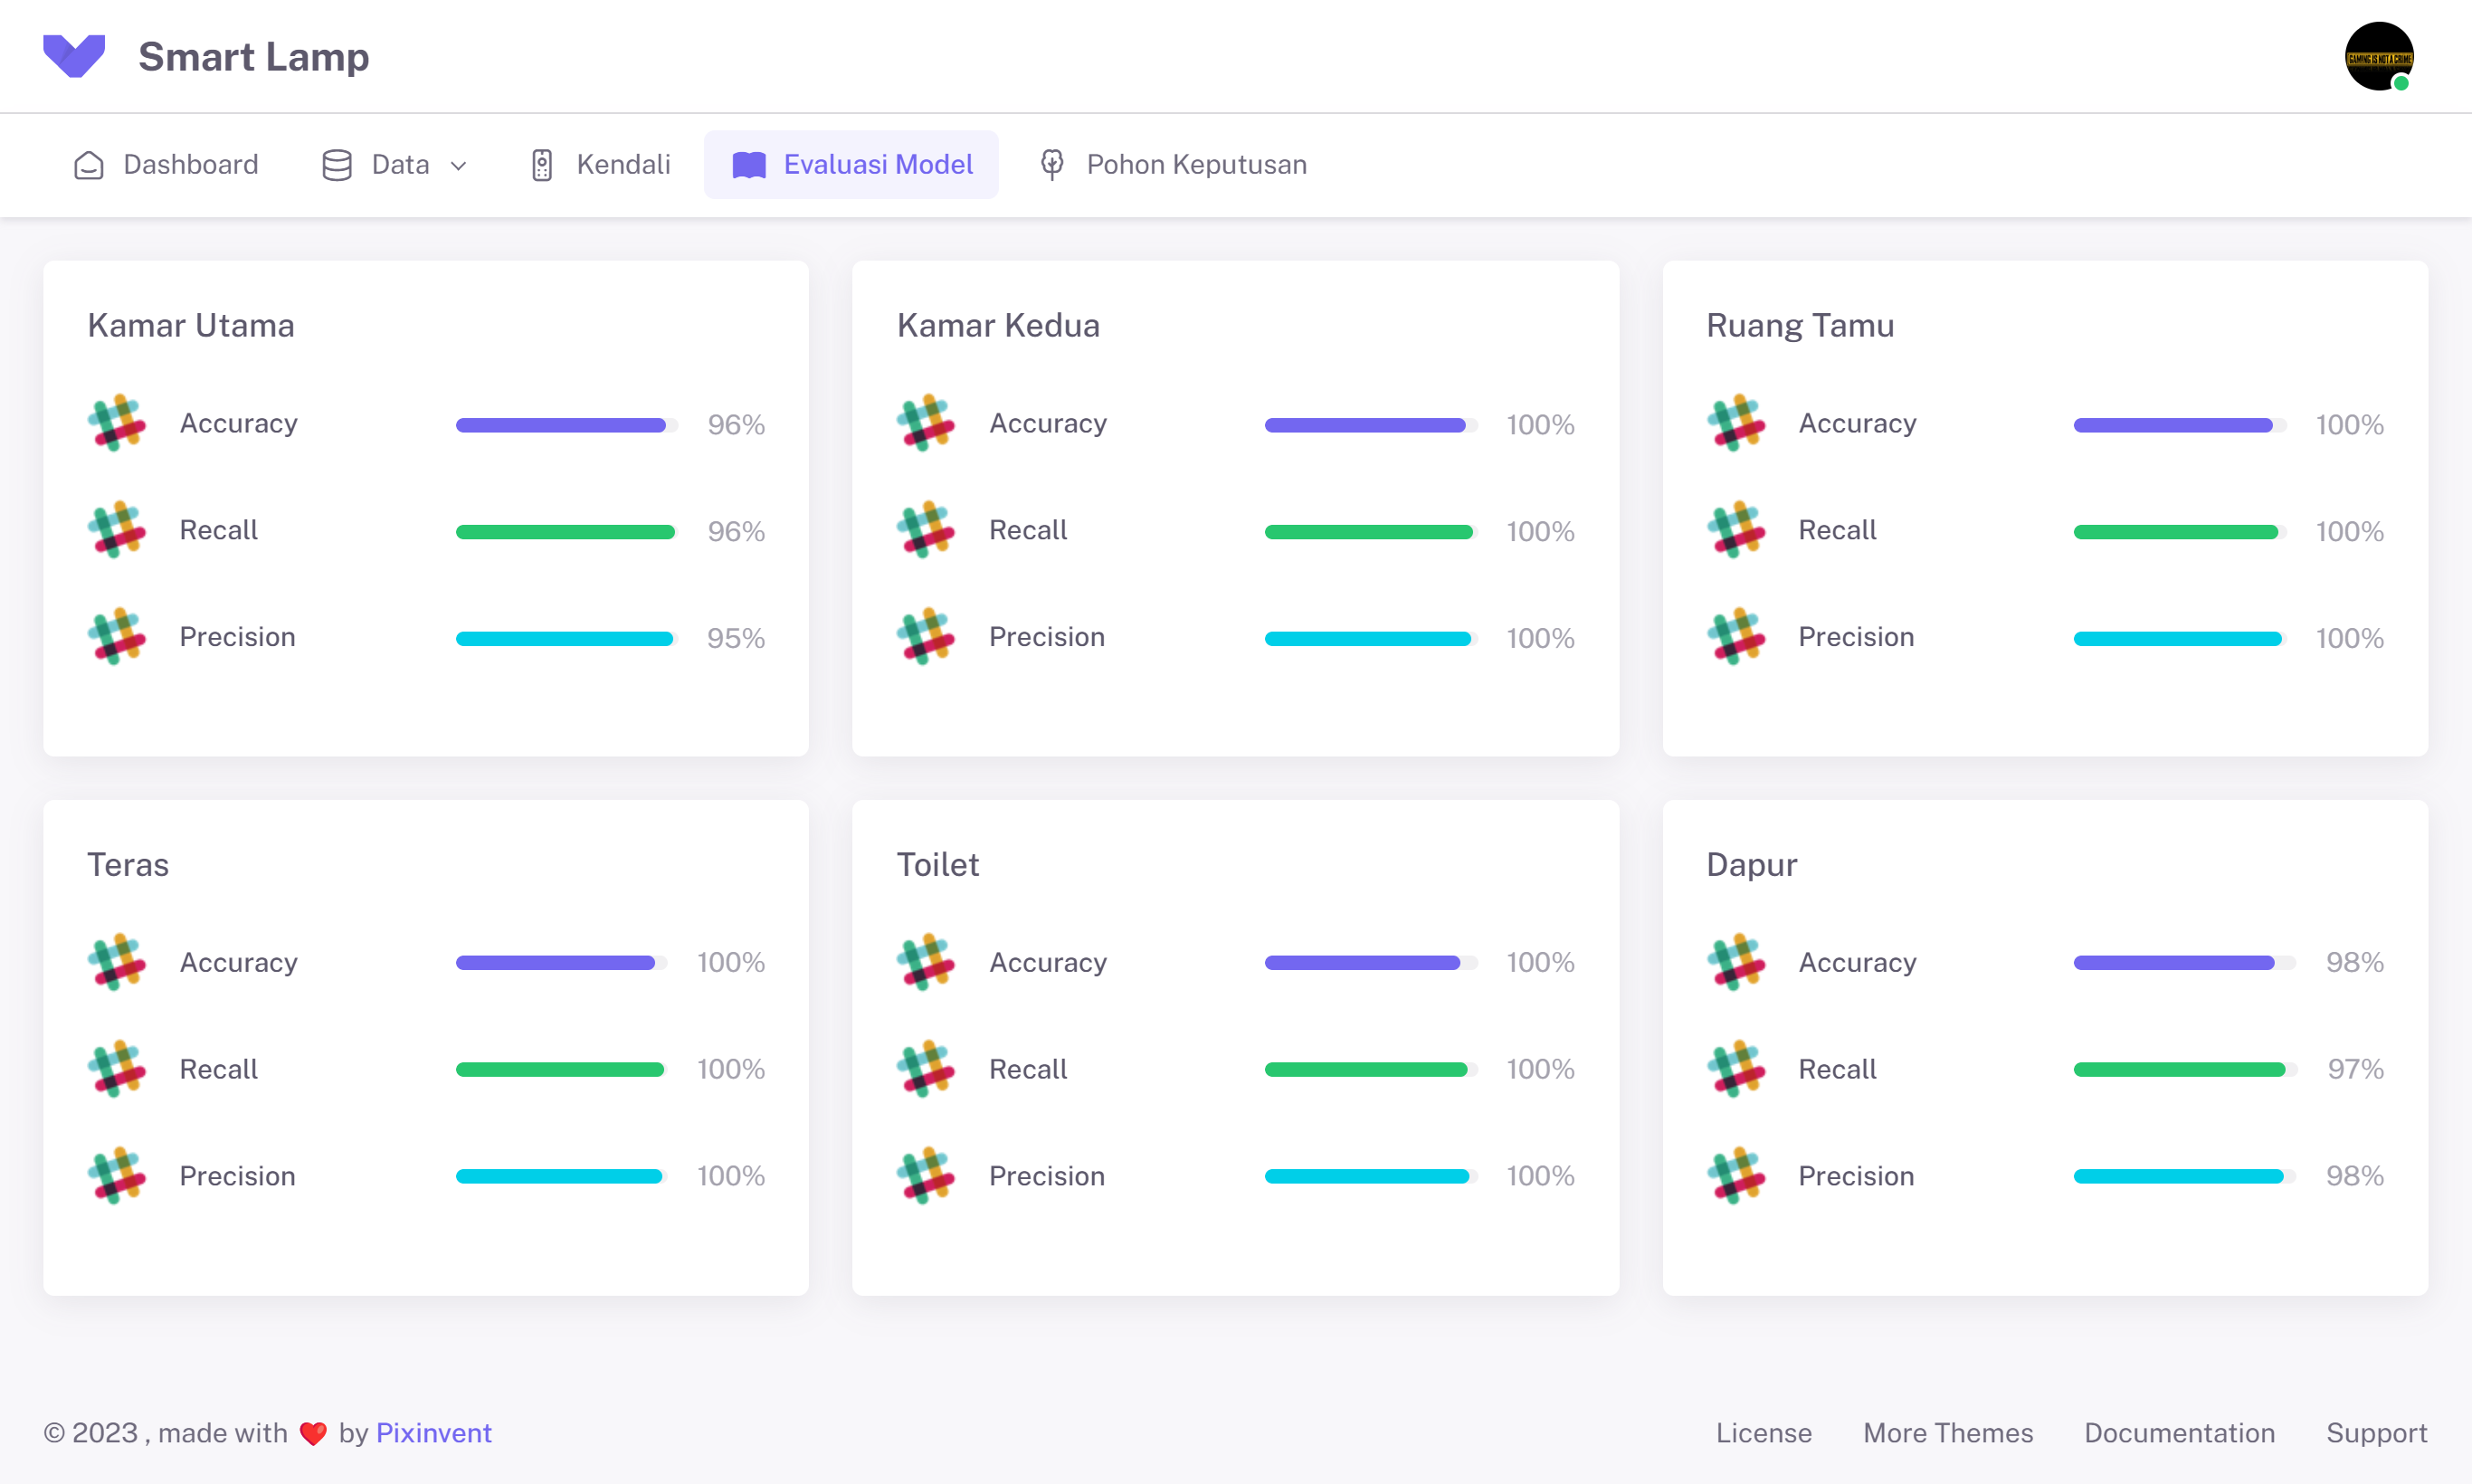 Smart Lamp
GAMING IS NOT A CRIME
Dashboard Data Kendali Evaluasi Model Pohon Keputusan
Kamar Utama
Accuracy 96%
Recall 96%
Precision 95%
Kamar Kedua
Accuracy 100%
Recall 100%
Precision 100%
Ruang Tamu
Accuracy 100%
Recall 100%
Precision 100%
Teras
Accuracy 100%
Recall 100%
Precision 100%
Toilet
Accuracy 100%
Recall 100%
Precision 100%
Dapur
Accuracy 98%
Recall 97%
Precision 98%
© 2023 , made with ❤️ by Pixinvent
License More Themes Documentation Support